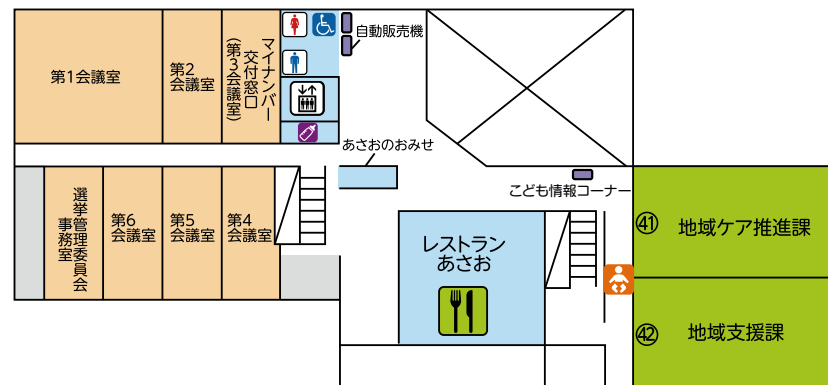 第1会議室
第2
会議室
マイナンバー
交付窓口
(第3会議室)
自動販売機
あさおのおみせ
こども情報コーナー
選挙管理委員会
事務室
第6
会議室
第5
会議室
第4
会議室
レストラン
あさお
㊶ 地域ケア推進課
㊷ 地域支援課